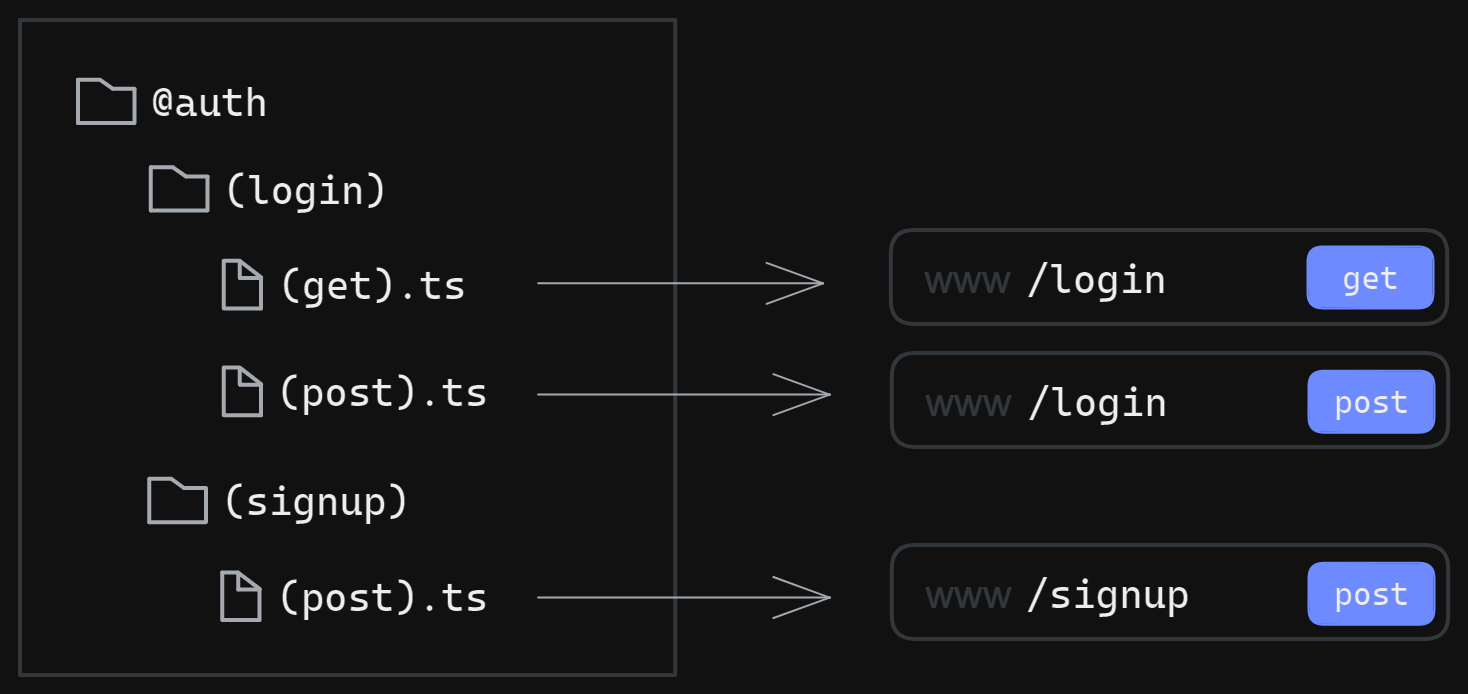 @auth
(login)
(get).ts
www /login get
(post).ts
www /login post
(signup)
(post).ts
www /signup post